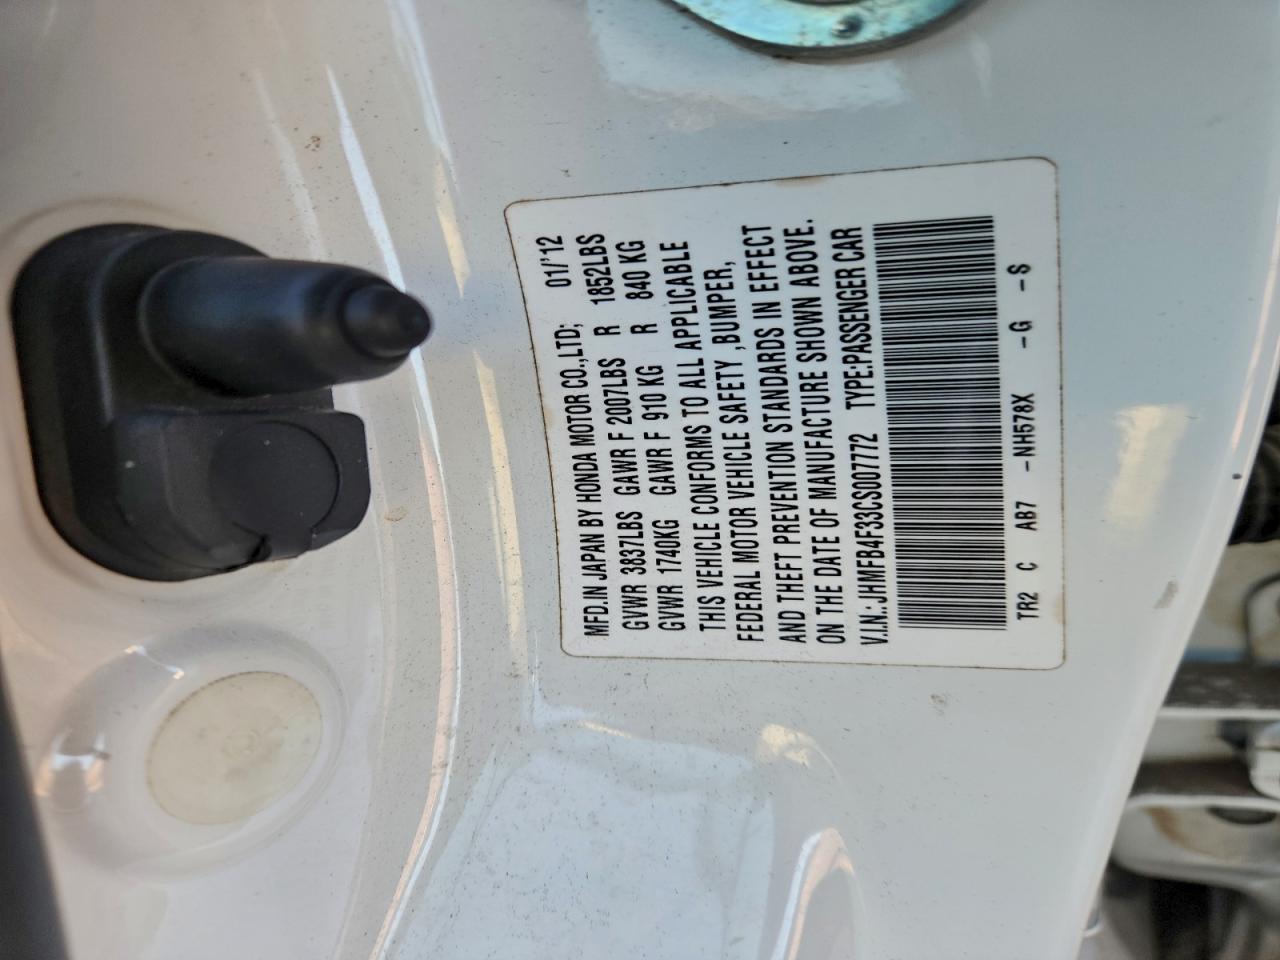 MFD.IN JAPAN BY HONDA MOTOR CO.,LTD; 01/'12
GVWR 3837LBS GAWR F 2007LBS R 1852LBS
GVWR 1740KG GAWR F 910 KG R 840 KG
THIS VEHICLE CONFORMS TO ALL APPLICABLE
FEDERAL MOTOR VEHICLE SAFETY ,BUMPER,
AND THEFT PREVENTION STANDARDS IN EFFECT
ON THE DATE OF MANUFACTURE SHOWN ABOVE.
V.I.N.:JHMFB4F33CS007772 TYPE:PASSENGER CAR
TR2 C AB7 -NH578X -G -S